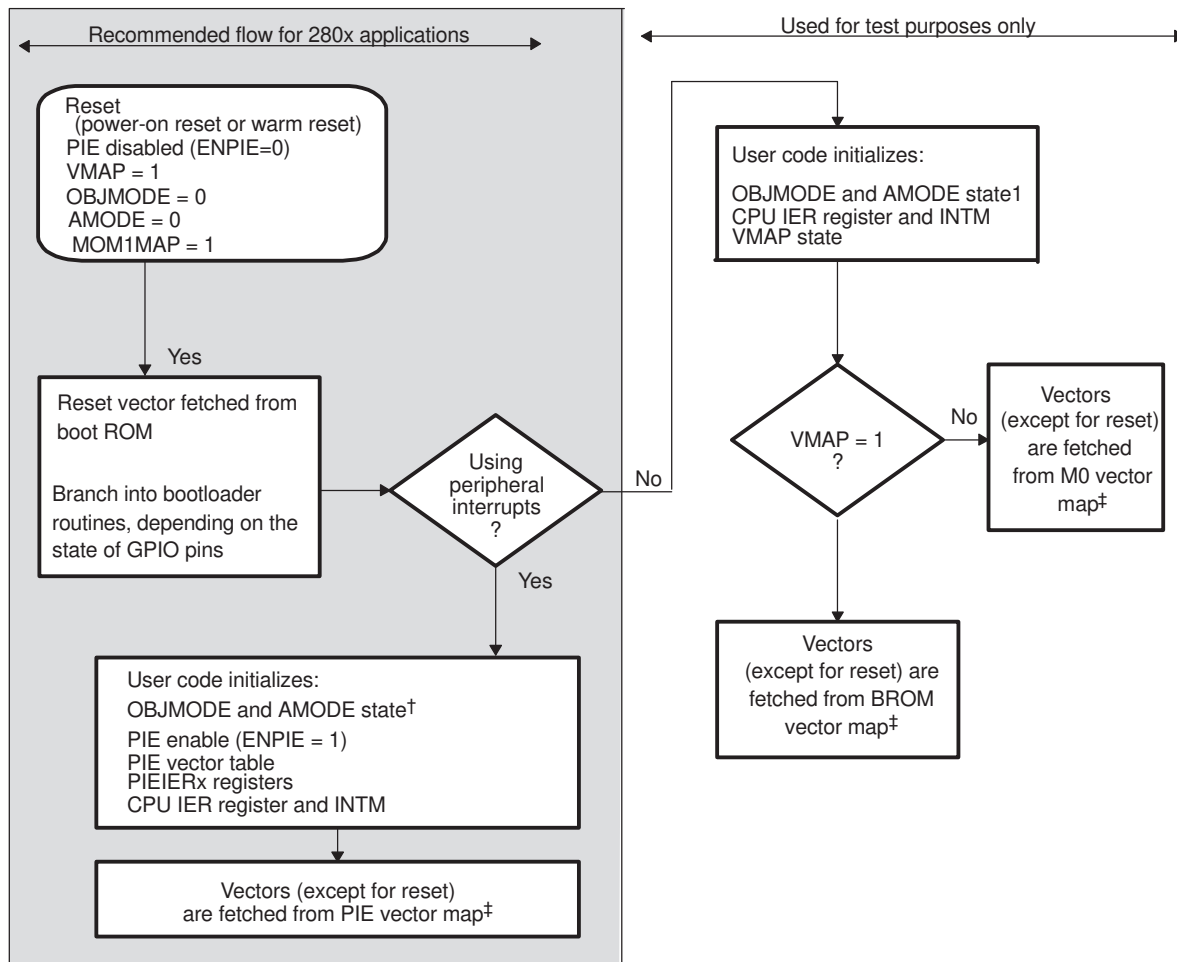 Recommended flow for 280x applications
Used for test purposes only
Reset
(power-on reset or warm reset)
PIE disabled (ENPIE=0)
VMAP = 1
OBJMODE = 0
AMODE = 0
MOM1MAP = 1
Yes
Reset vector fetched from
boot ROM
Branch into bootloader
routines, depending on the
state of GPIO pins
Using
peripheral
interrupts
?
No
Yes
User code initializes:
OBJMODE and AMODE state†
PIE enable (ENPIE = 1)
PIE vector table
PIEIERx registers
CPU IER register and INTM
Vectors (except for reset)
are fetched from PIE vector map‡
User code initializes:
OBJMODE and AMODE state1
CPU IER register and INTM
VMAP state
VMAP = 1
?
No
Vectors
(except for reset)
are fetched
from M0 vector
map‡
Vectors
(except for reset) are
fetched from BROM
vector map‡